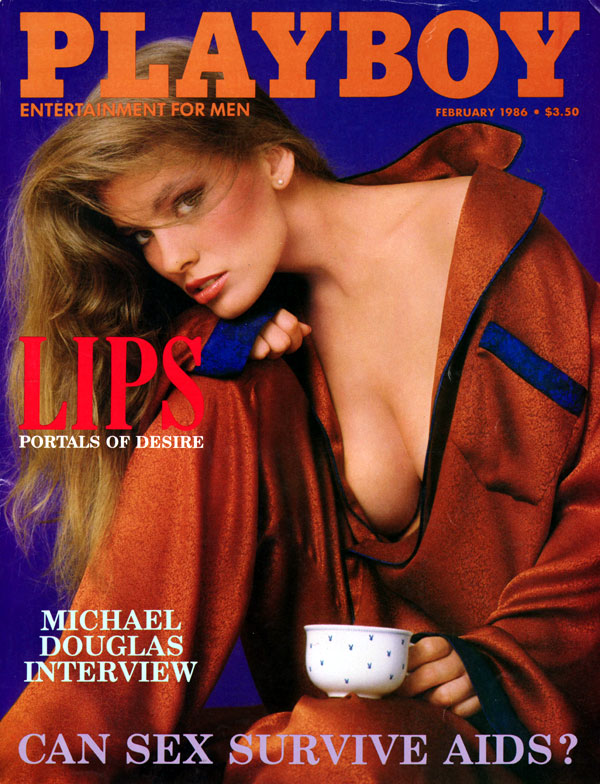 PLAYBOY
ENTERTAINMENT FOR MEN
FEBRUARY 1986 • $3.50
LIPS
PORTALS OF DESIRE
MICHAEL
DOUGLAS
INTERVIEW
CAN SEX SURVIVE AIDS?